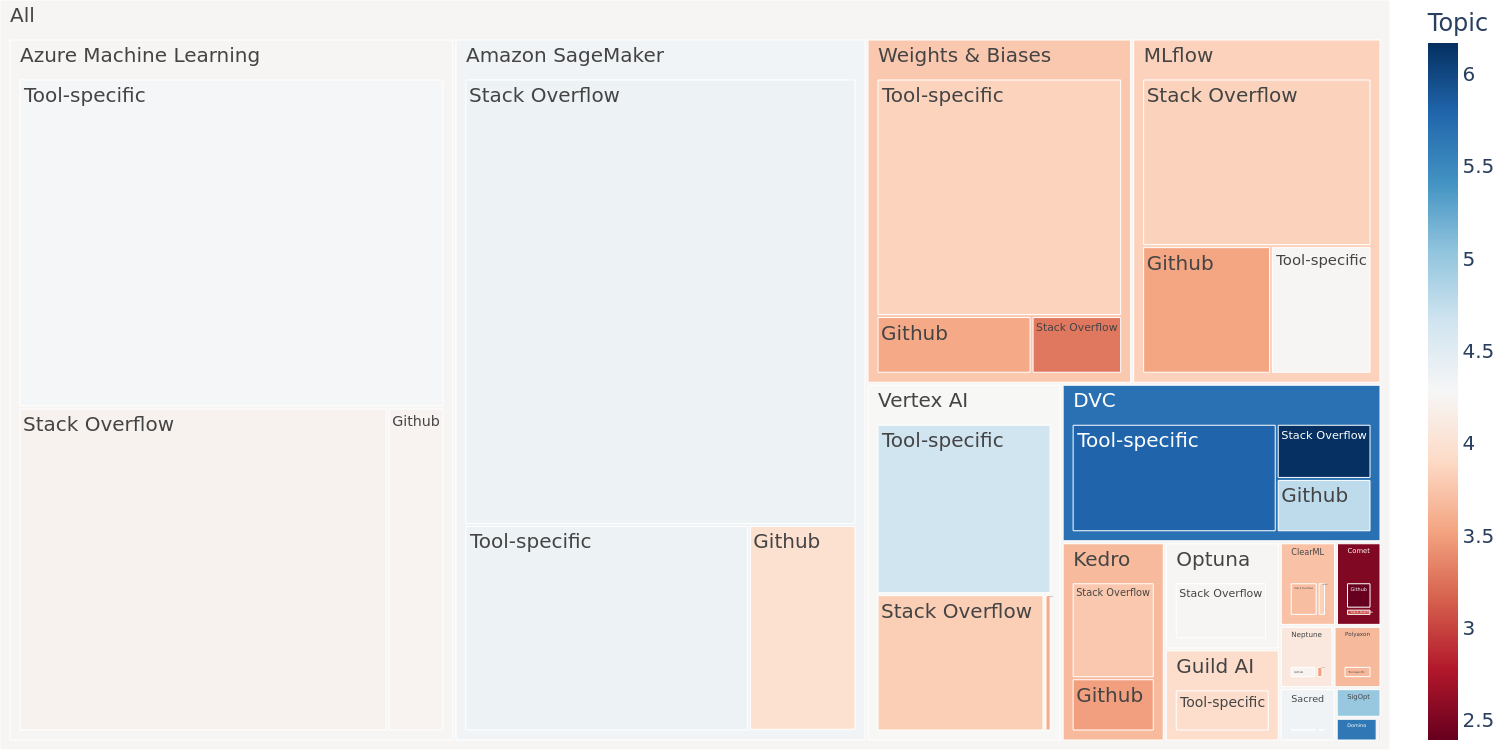 All
Azure Machine Learning
Tool-specific
Stack Overflow
Github
Amazon SageMaker
Stack Overflow
Tool-specific
Github
Weights & Biases
Tool-specific
Github
Stack Overflow
MLflow
Stack Overflow
Github
Tool-specific
Vertex AI
Tool-specific
Stack Overflow
DVC
Tool-specific
Stack Overflow
Github
Kedro
Stack Overflow
Github
Optuna
Stack Overflow
Guild AI
Tool-specific
ClearML
Comet
Github
Neptune
Polyaxon
Sacred
SigOpt
Domino
Topic
6
5.5
5
4.5
4
3.5
3
2.5